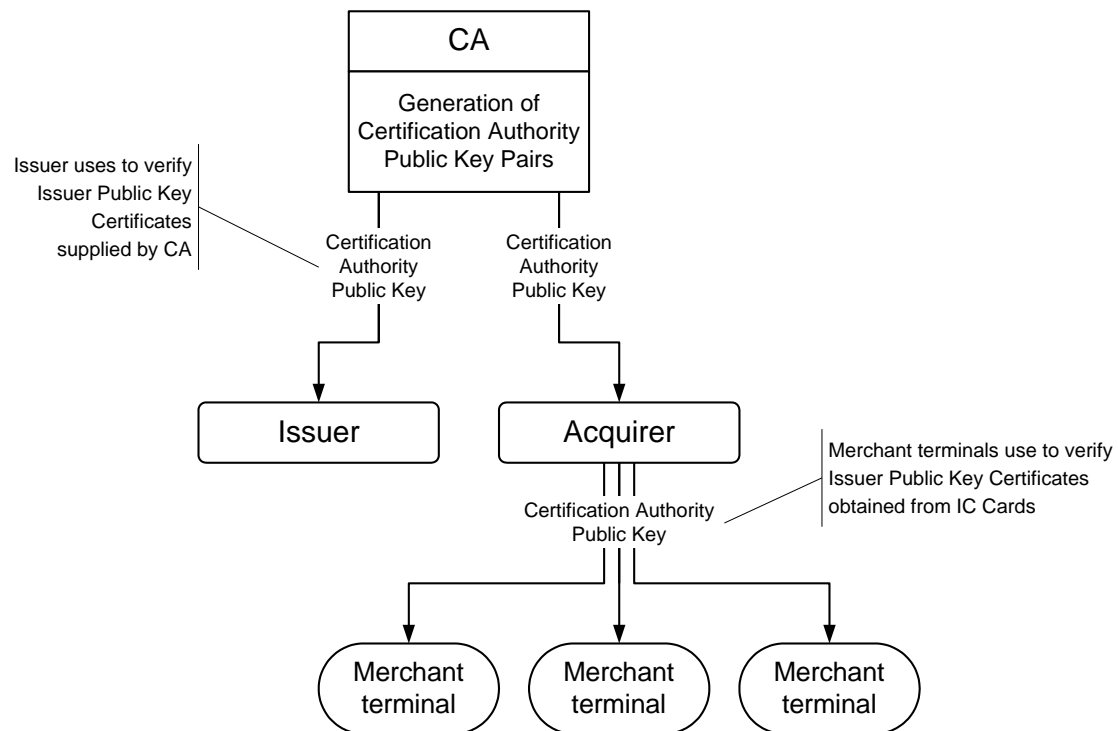 CA
Generation of
Certification Authority
Public Key Pairs
Issuer uses to verify
Issuer Public Key
Certificates
supplied by CA
Certification
Authority
Public Key
Certification
Authority
Public Key
Issuer
Acquirer
Merchant terminals use to verify
Issuer Public Key Certificates
obtained from IC Cards
Certification Authority
Public Key
Merchant
terminal
Merchant
terminal
Merchant
terminal